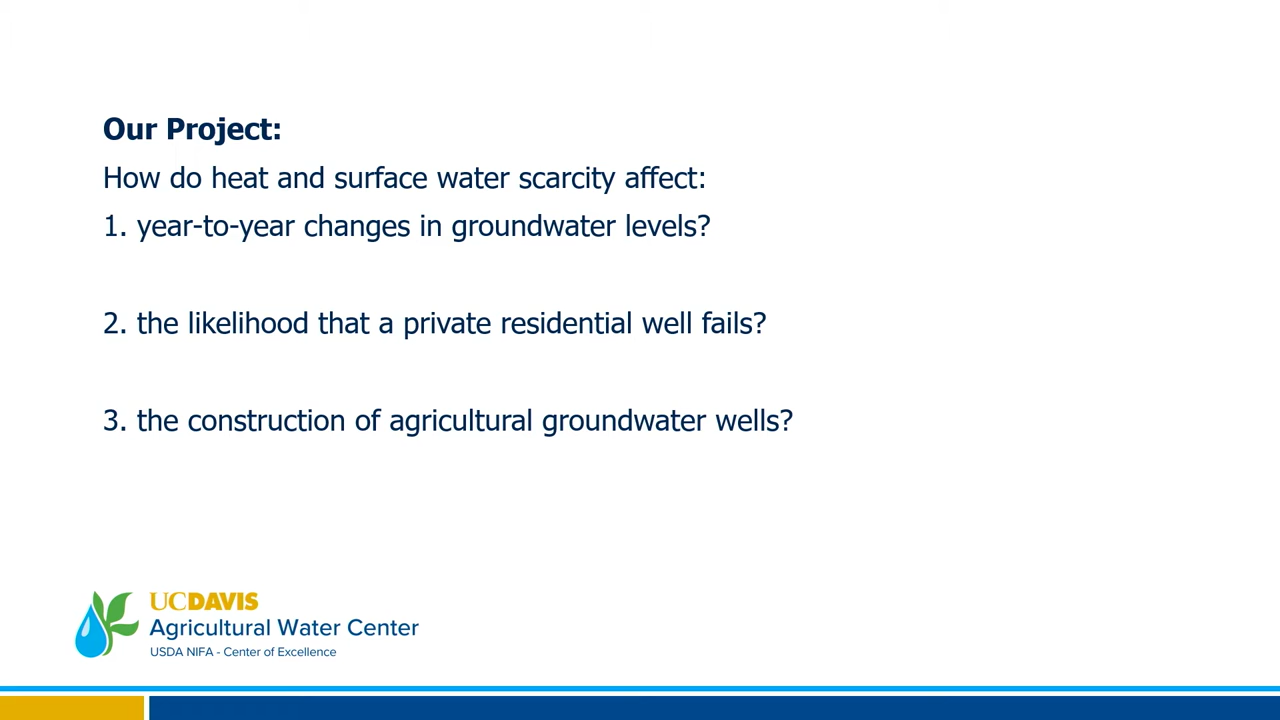 Our Project:
How do heat and surface water scarcity affect:
1. year-to-year changes in groundwater levels?
2. the likelihood that a private residential well fails?
3. the construction of agricultural groundwater wells?
UCDAVIS
Agricultural Water Center
USDA NIFA - Center of Excellence